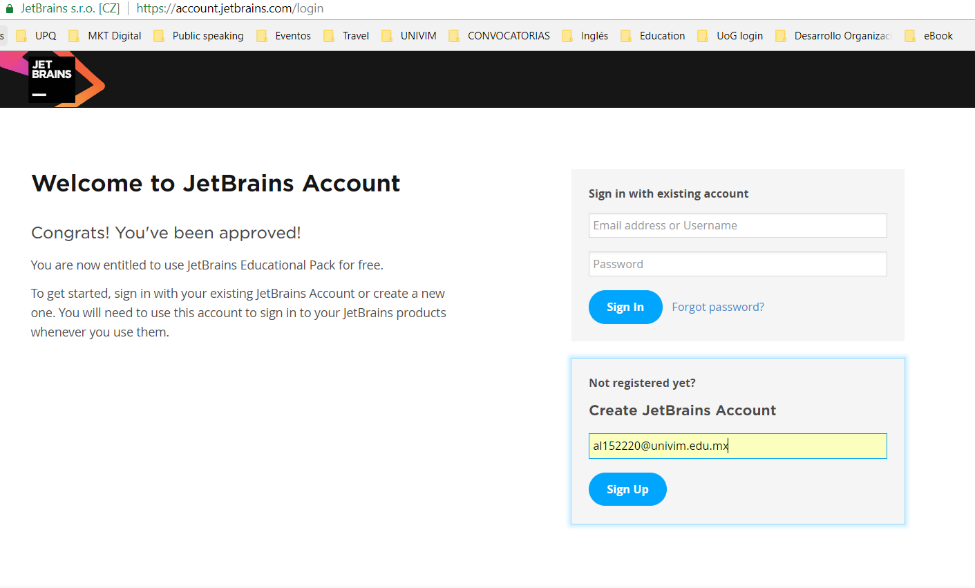 JetBrains s.r.o. [CZ] https://account.jetbrains.com/login
s UPQ MKT Digital Public speaking Eventos Travel UNIVIM CONVOCATORIAS Inglés Education UoG login Desarrollo Organizac eBook
JET
BRAINS
Welcome to JetBrains Account
Congrats! You've been approved!
You are now entitled to use JetBrains Educational Pack for free.
To get started, sign in with your existing JetBrains Account or create a new
one. You will need to use this account to sign in to your JetBrains products
whenever you use them.
Sign in with existing account
Email address or Username
Password
Sign In Forgot password?
Not registered yet?
Create JetBrains Account
al152220@univim.edu.mx
Sign Up